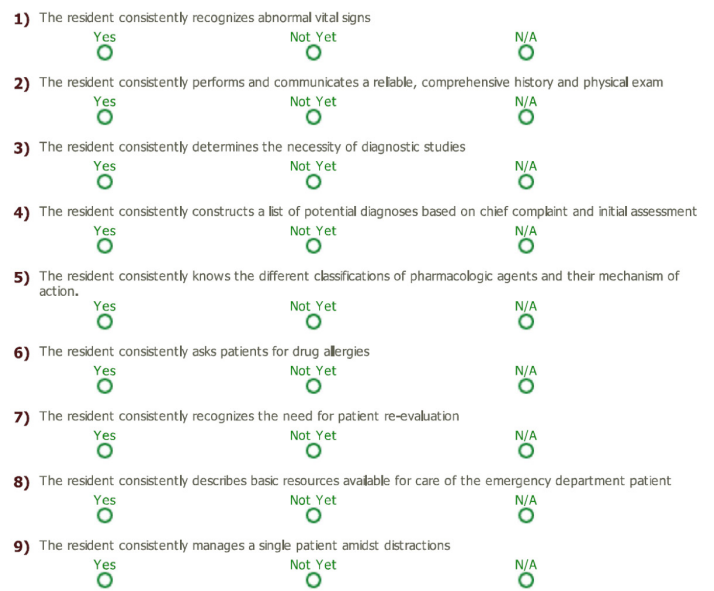 1) The resident consistently recognizes abnormal vital signs
Yes Not Yet N/A
2) The resident consistently performs and communicates a reliable, comprehensive history and physical exam
Yes Not Yet N/A
3) The resident consistently determines the necessity of diagnostic studies
Yes Not Yet N/A
4) The resident consistently constructs a list of potential diagnoses based on chief complaint and initial assessment
Yes Not Yet N/A
5) The resident consistently knows the different classifications of pharmacologic agents and their mechanism of
action.
Yes Not Yet N/A
6) The resident consistently asks patients for drug allergies
Yes Not Yet N/A
7) The resident consistently recognizes the need for patient re-evaluation
Yes Not Yet N/A
8) The resident consistently describes basic resources available for care of the emergency department patient
Yes Not Yet N/A
9) The resident consistently manages a single patient amidst distractions
Yes Not Yet N/A